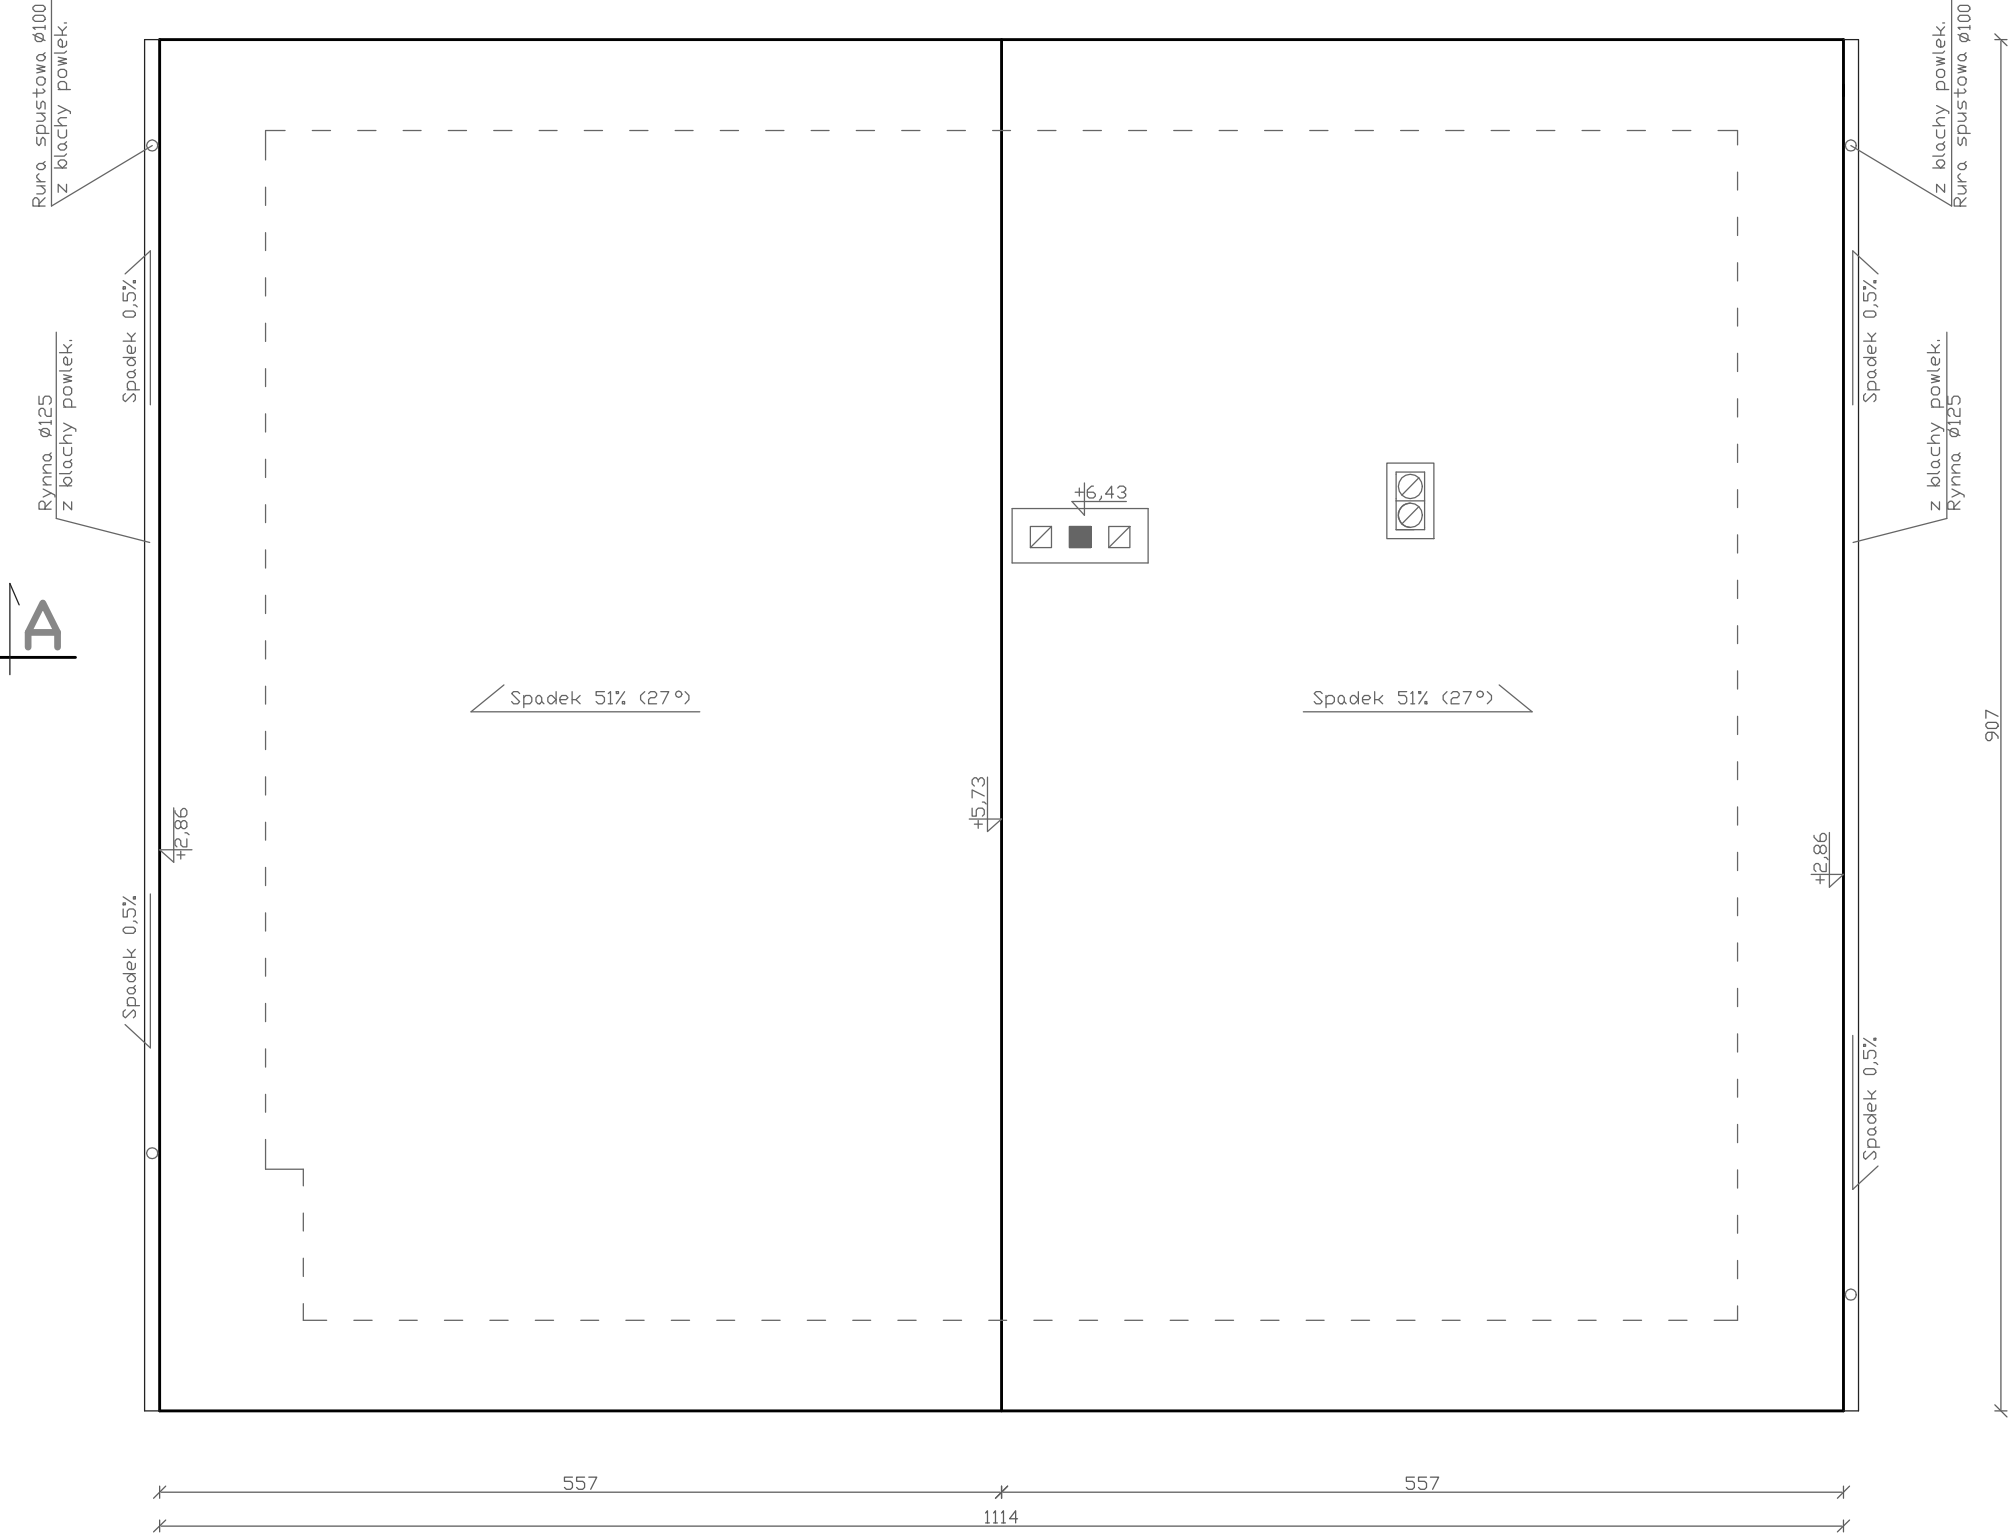 Rura spustowa ø100
z blachy powlek.
z blachy powlek.
Rura spustowa ø100
Spadek 0,5%
Spadek 0,5%
Rynna ø125
z blachy powlek.
z blachy powlek.
Rynna ø125
+6,43
A
Spadek 51% (27°)
Spadek 51% (27°)
907
+2,86
+5,73
+2,86
Spadek 0,5%
Spadek 0,5%
557
557
1114